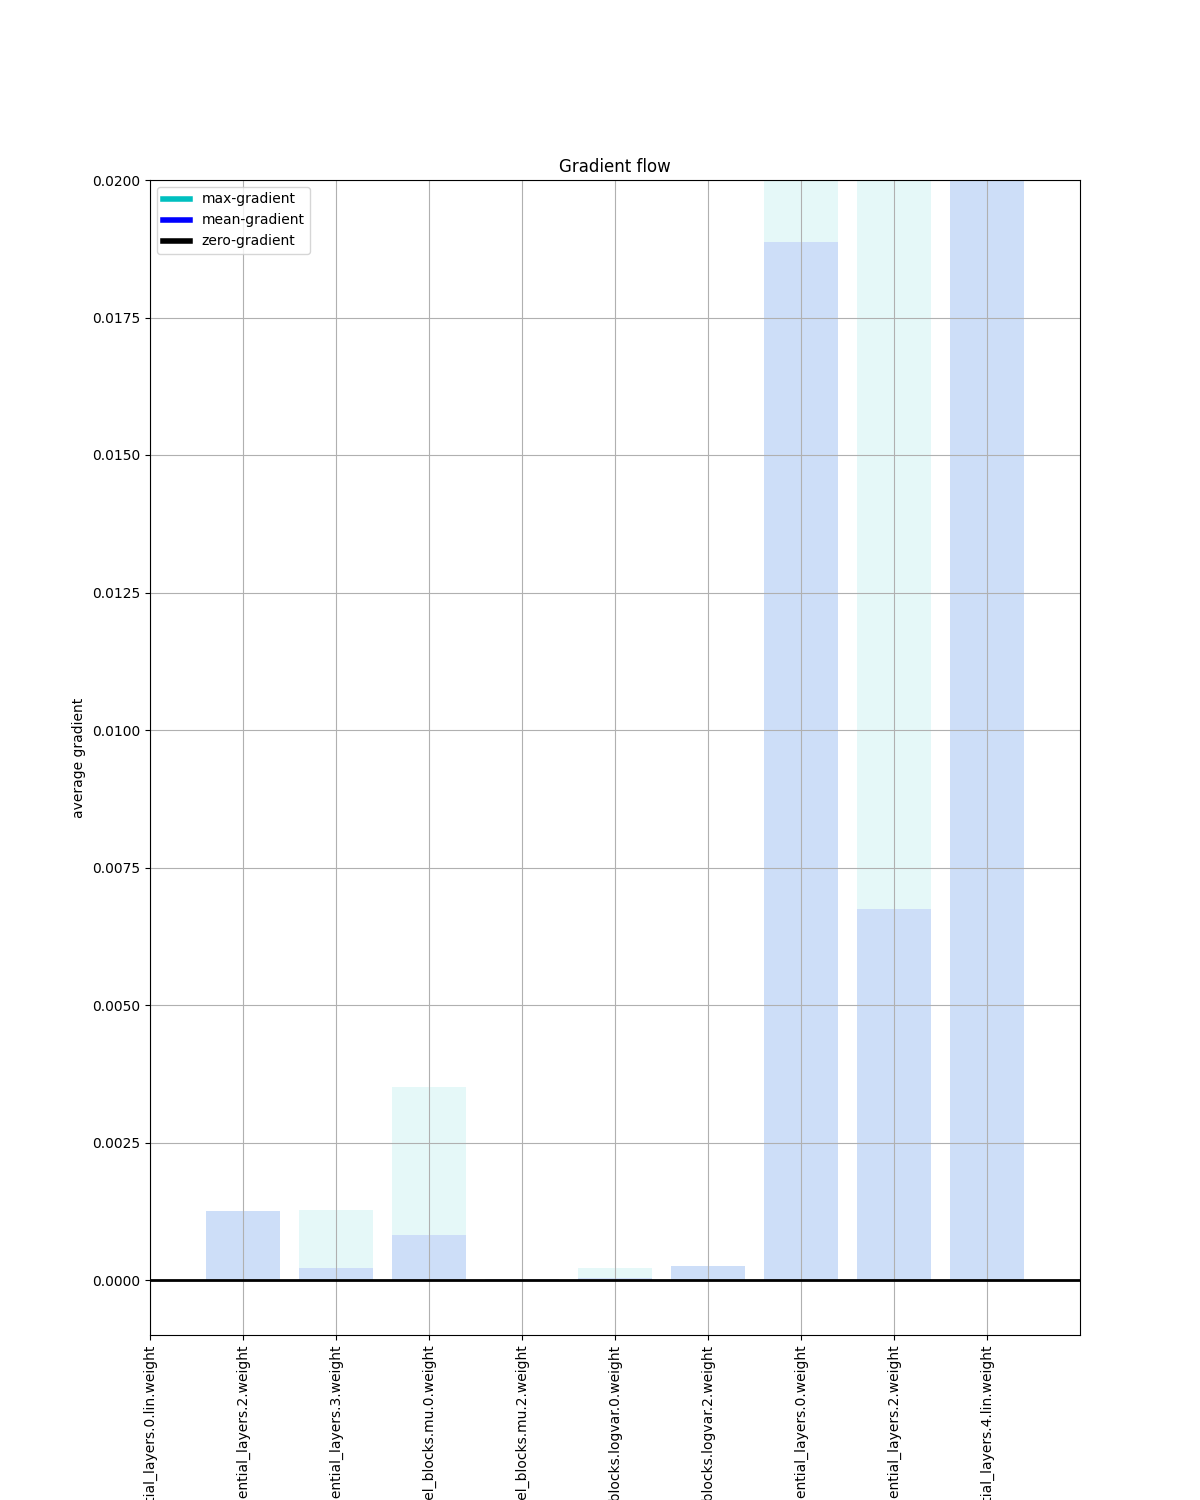 Gradient flow
max-gradient
mean-gradient
zero-gradient
0.0200
0.0175
0.0150
0.0125
0.0100
0.0075
0.0050
0.0025
0.0000
average gradient
tial_layers.0.lin.weight
ential_layers.2.weight
ential_layers.3.weight
el_blocks.mu.0.weight
el_blocks.mu.2.weight
blocks.logvar.0.weight
blocks.logvar.2.weight
ential_layers.0.weight
ential_layers.2.weight
tial_layers.4.lin.weight